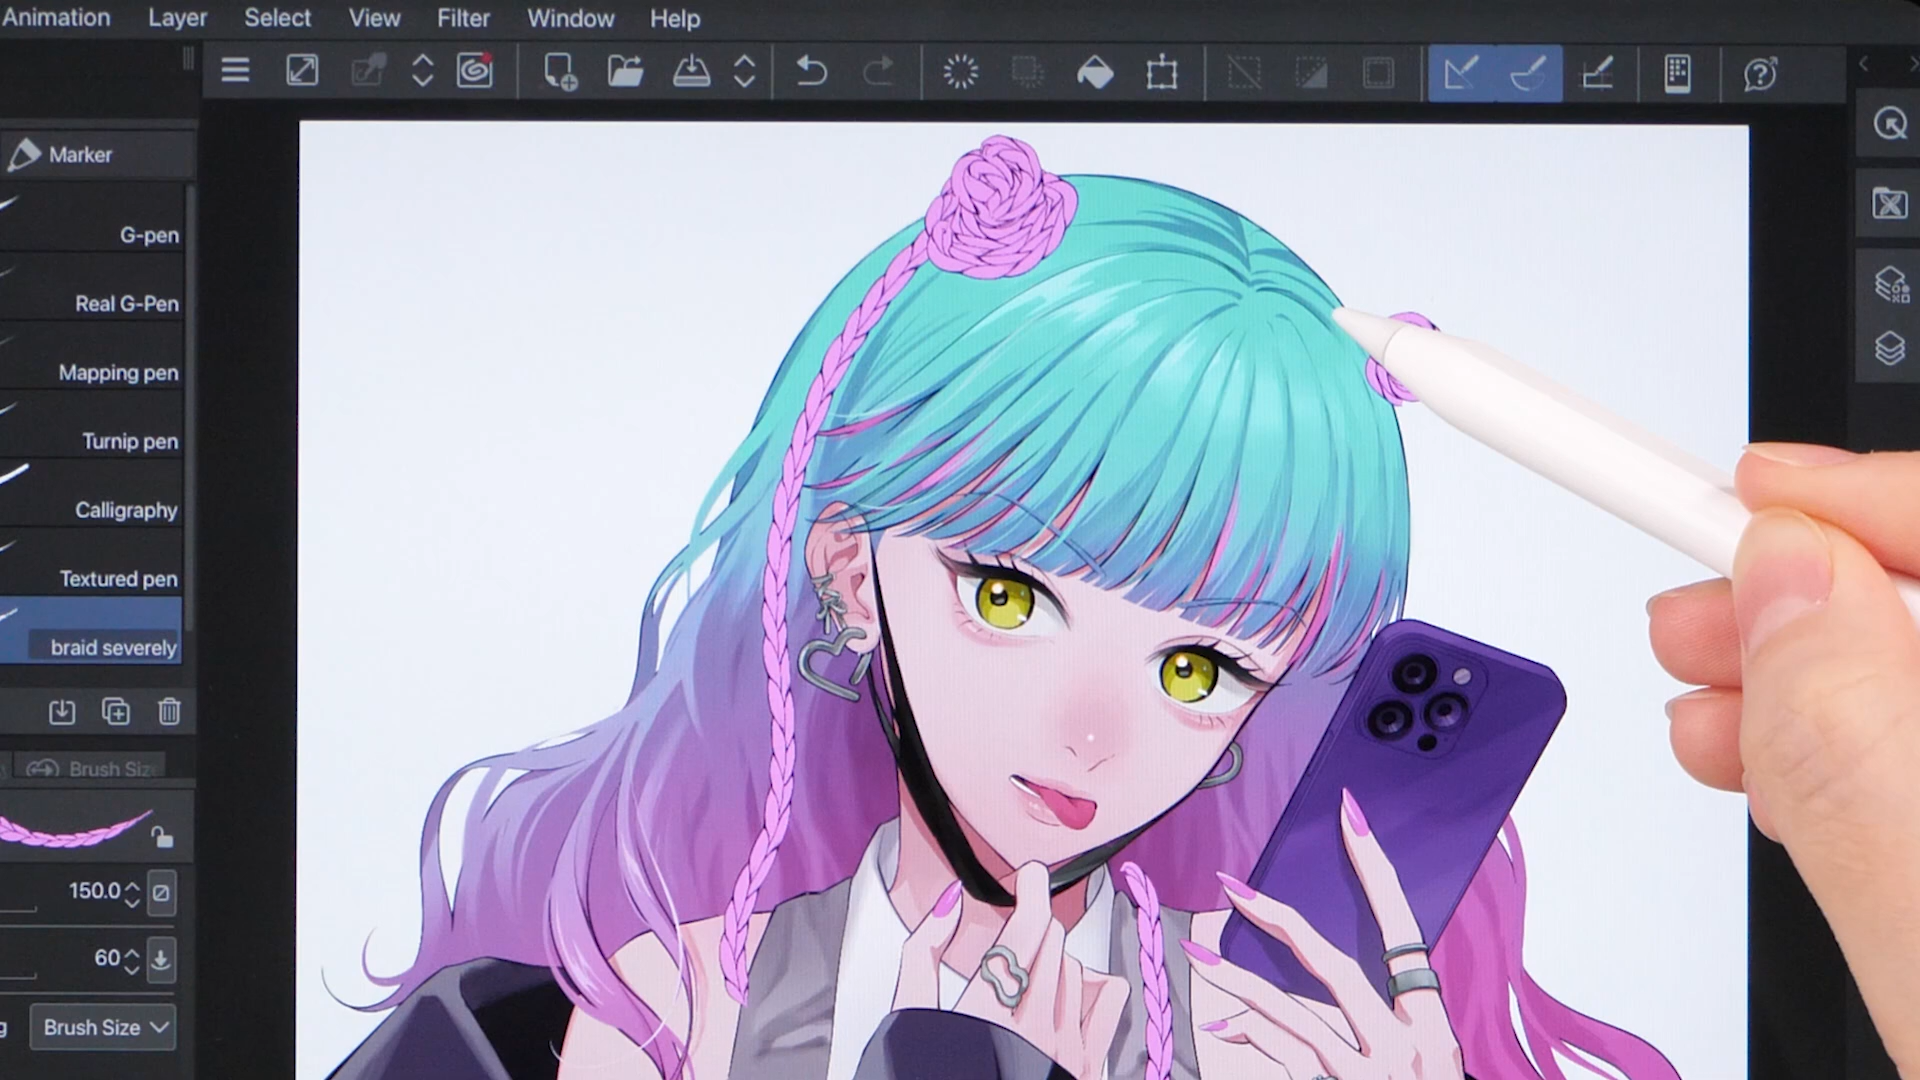 Animation Layer Select View Filter Window Help
Marker
G-pen
Real G-Pen
Mapping pen
Turnip pen
Calligraphy
Textured pen
braid severely
Brush Siz
150.0
60
g Brush Size